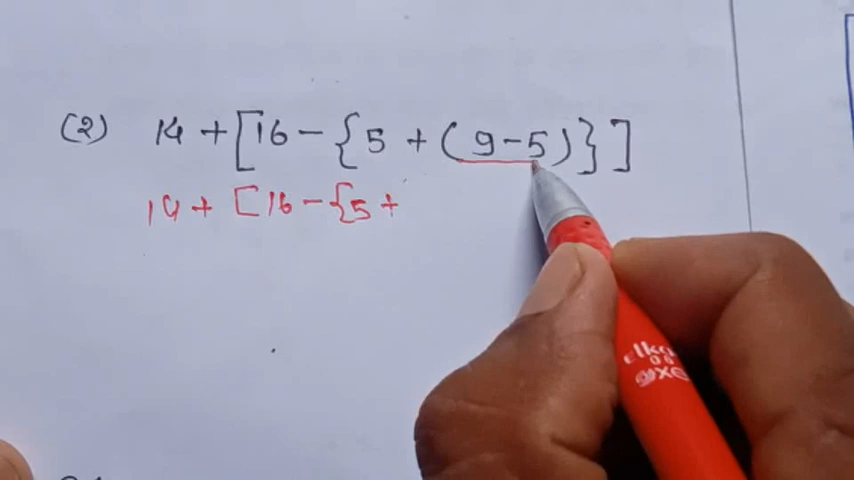 (2) 14 + [16 - {5 + (9 - 5)}]
14 + [16 - {5 +